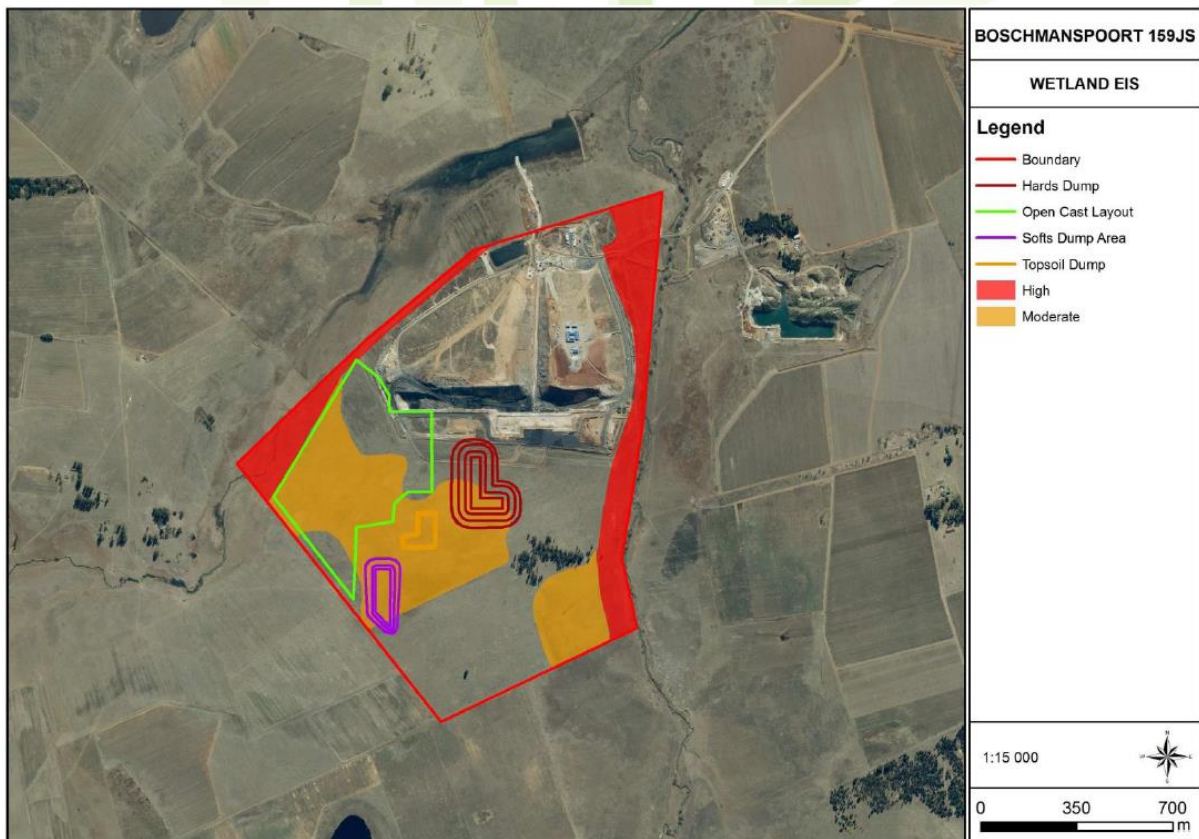 BOSCHMANSPOORT 159JS
WETLAND EIS
Legend
Boundary
Hards Dump
Open Cast Layout
Softs Dump Area
Topsoil Dump
High
Moderate
1:15 000
N
W E
S
0 350 700
m